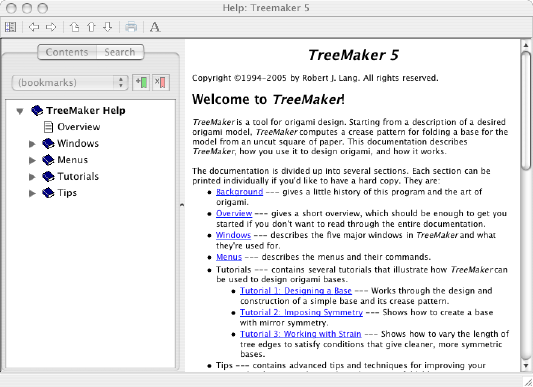 Help: Treemaker 5
A
Contents Search
(bookmarks)
TreeMaker Help
Overview
Windows
Menus
Tutorials
Tips
TreeMaker 5
Copyright ©1994-2005 by Robert J. Lang. All rights reserved.
Welcome to TreeMaker!
TreeMaker is a tool for origami design. Starting from a description of a desired
origami model, TreeMaker computes a crease pattern for folding a base for the
model from an uncut square of paper. This documentation describes
TreeMaker, how you use it to design origami, and how it works.
The documentation is divided up into several sections. Each section can be
printed individually if you'd like to have a hard copy. They are:
• Background --- gives a little history of this program and the art of
origami.
• Overview --- gives a short overview, which should be enough to get you
started if you don't want to read through the entire documentation.
• Windows --- describes the five major windows in TreeMaker and what
they're used for.
• Menus --- describes the menus and their commands.
• Tutorials --- contains several tutorials that illustrate how TreeMaker can
be used to design origami bases.
• Tutorial 1: Designing a Base --- Works through the design and
construction of a simple base and its crease pattern.
• Tutorial 2: Imposing Symmetry --- Shows how to create a base
with mirror symmetry.
• Tutorial 3: Working with Strain --- Shows how to vary the length of
tree edges to satisfy conditions that give cleaner, more symmetric
bases.
• Tips --- contains advanced tips and techniques for improving your